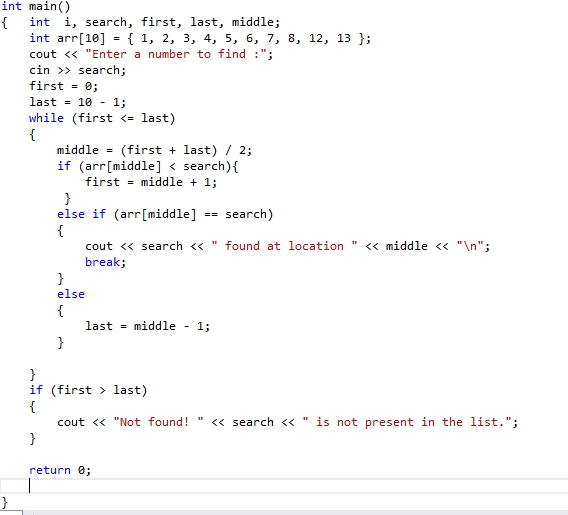 int main()
{   int  i, search, first, last, middle;
    int arr[10] = { 1, 2, 3, 4, 5, 6, 7, 8, 12, 13 };
    cout << "Enter a number to find :";
    cin >> search;
    first = 0;
    last = 10 - 1;
    while (first <= last)
    {
        middle = (first + last) / 2;
        if (arr[middle] < search){
            first = middle + 1;
         }
        else if (arr[middle] == search)
        {
            cout << search << " found at location " << middle << "\n";
            break;
        }
        else
        {
            last = middle - 1;
        }
    }
    if (first > last)
    {
        cout << "Not found! " << search << " is not present in the list.";
    }
    return 0;
}